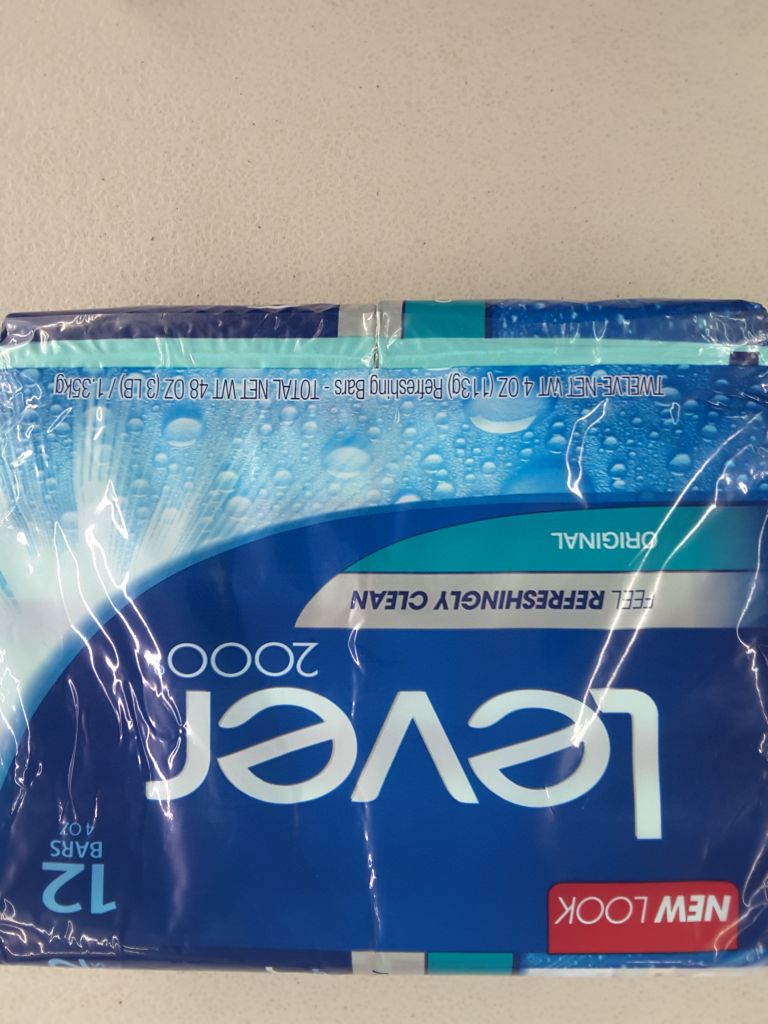 NEW LOOK
12
BARS
4 OZ
Lever
2000®
FEEL REFRESHINGLY CLEAN
ORIGINAL
TWELVE-NET WT 4 OZ (113g) Refreshing Bars - TOTAL NET WT 48 OZ (3 LB) / 1.35kg